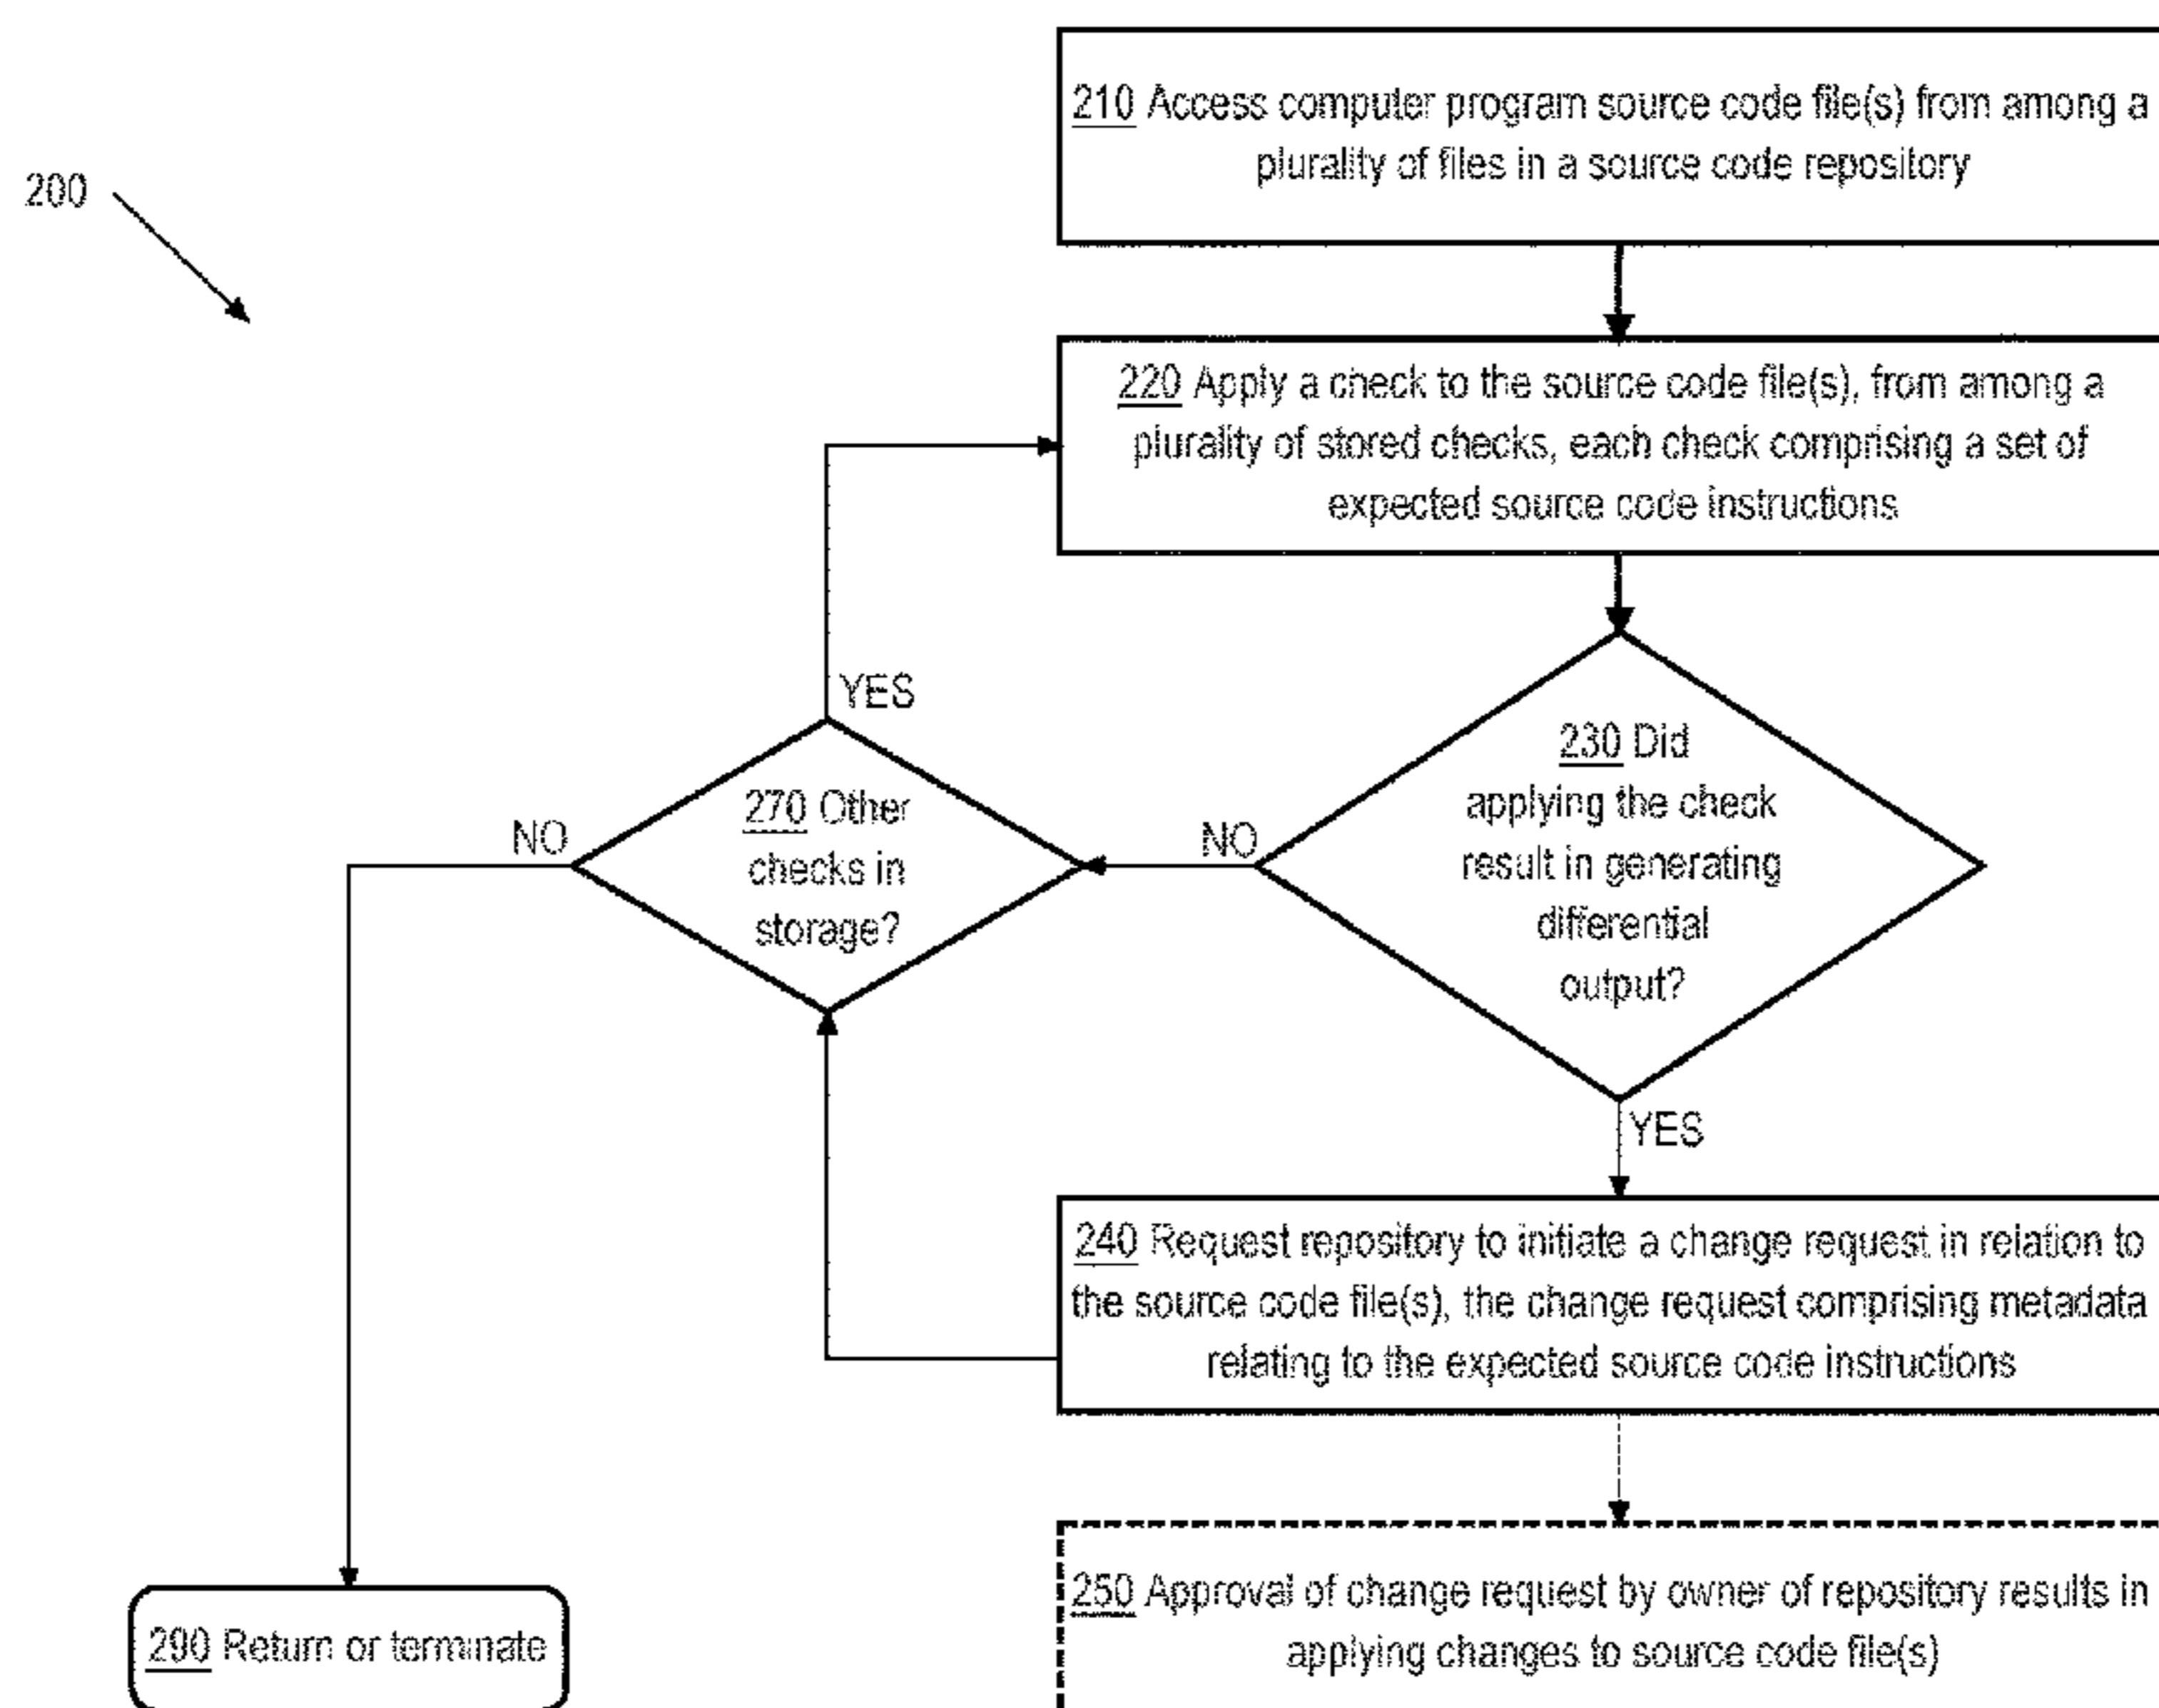 200
210 Access computer program source code file(s) from among a
plurality of files in a source code repository
220 Apply a check to the source code file(s), from among a
plurality of stored checks, each check comprising a set of
expected source code instructions
YES
230 Did
applying the check
result in generating
differential
output?
NO
270 Other
checks in
storage?
NO
YES
240 Request repository to initiate a change request in relation to
the source code file(s), the change request comprising metadata
relating to the expected source code instructions
250 Approval of change request by owner of repository results in
applying changes to source code file(s)
290 Return or terminate